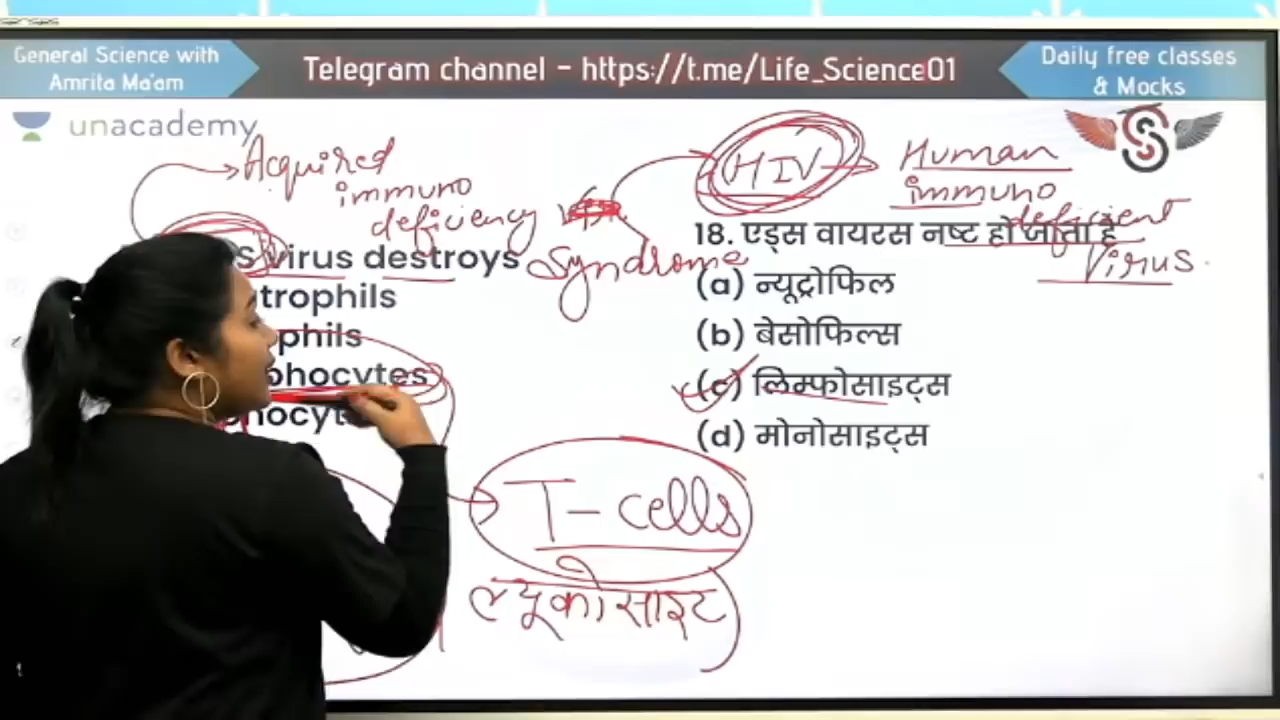 General Science with
Amrita Ma'am
Telegram channel - https://t.me/Life_Science01
Daily free classes
& Mocks
unacademy
Acquired
immuno
deficiency
Syndrome
HIV
Human
immuno
deficient
Virus.
S virus destroys
trophils
phils
phocytes
18. एड्स वायरस नष्ट हो जाता है
(a) न्यूट्रोफिल
(b) बेसोफिल्स
(c) लिम्फोसाइट्स
(d) मोनोसाइट्स
T-cells
ल्यूकोसाइट